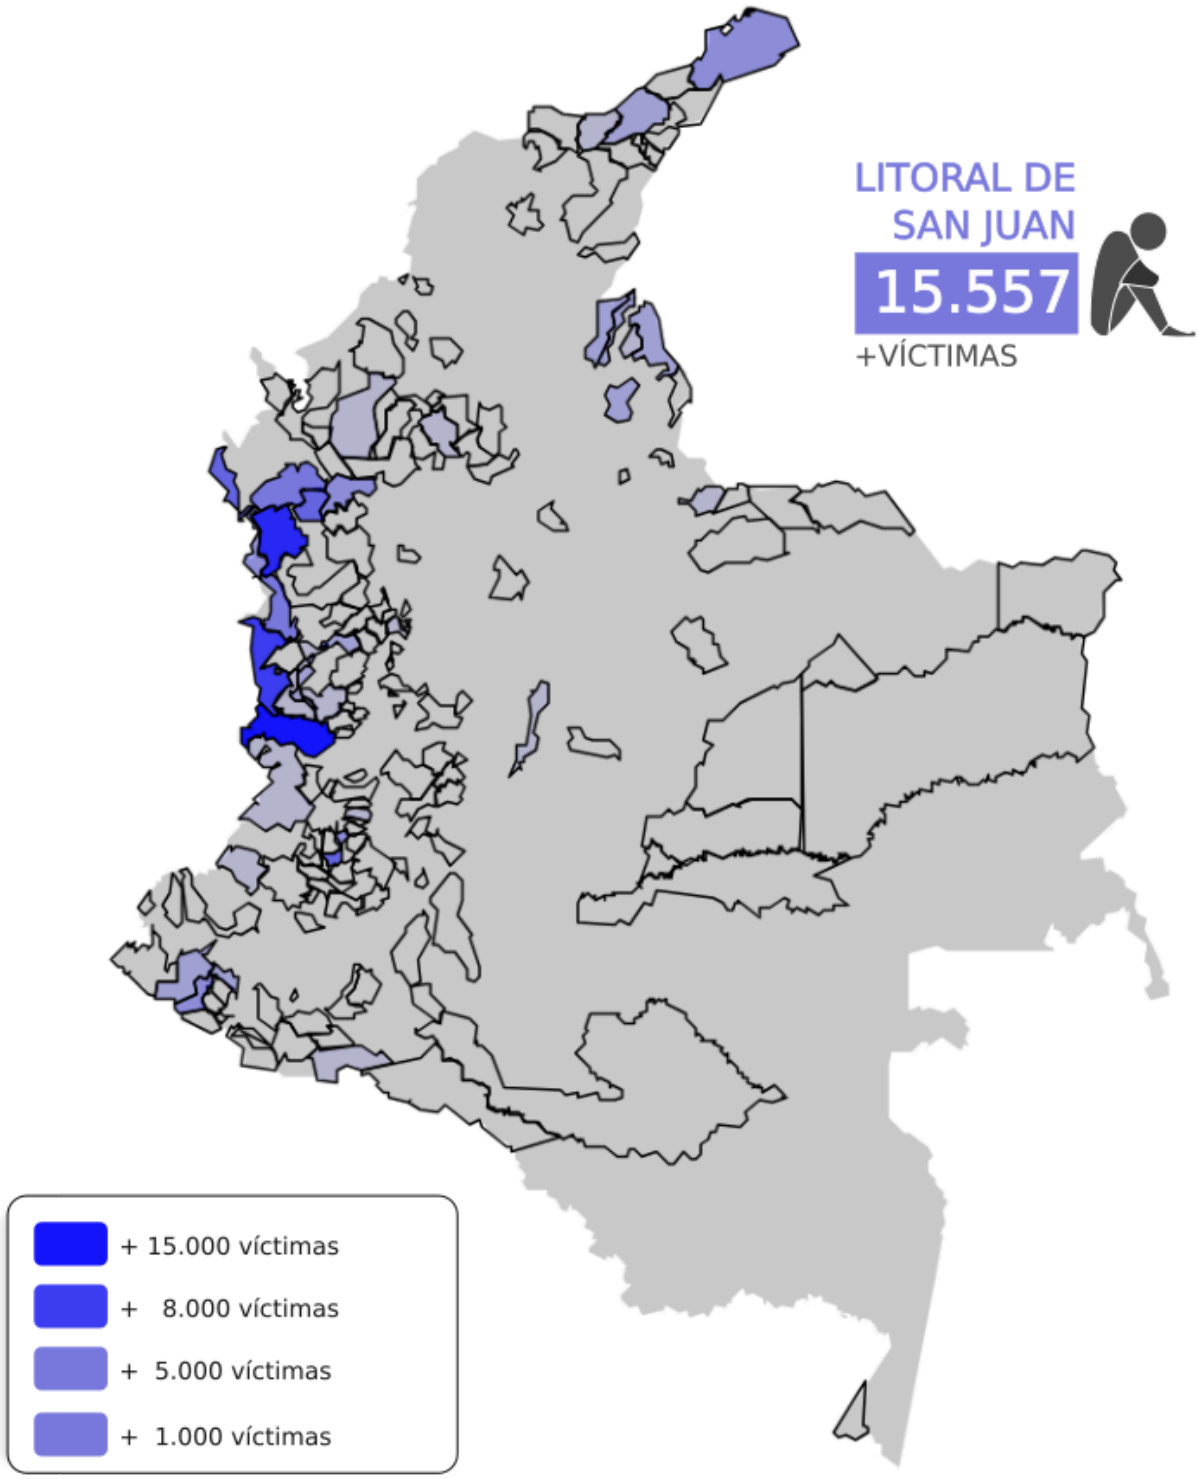 LITORAL DE
SAN JUAN
15.557
+VÍCTIMAS
+ 15.000 víctimas
+ 8.000 víctimas
+ 5.000 víctimas
+ 1.000 víctimas